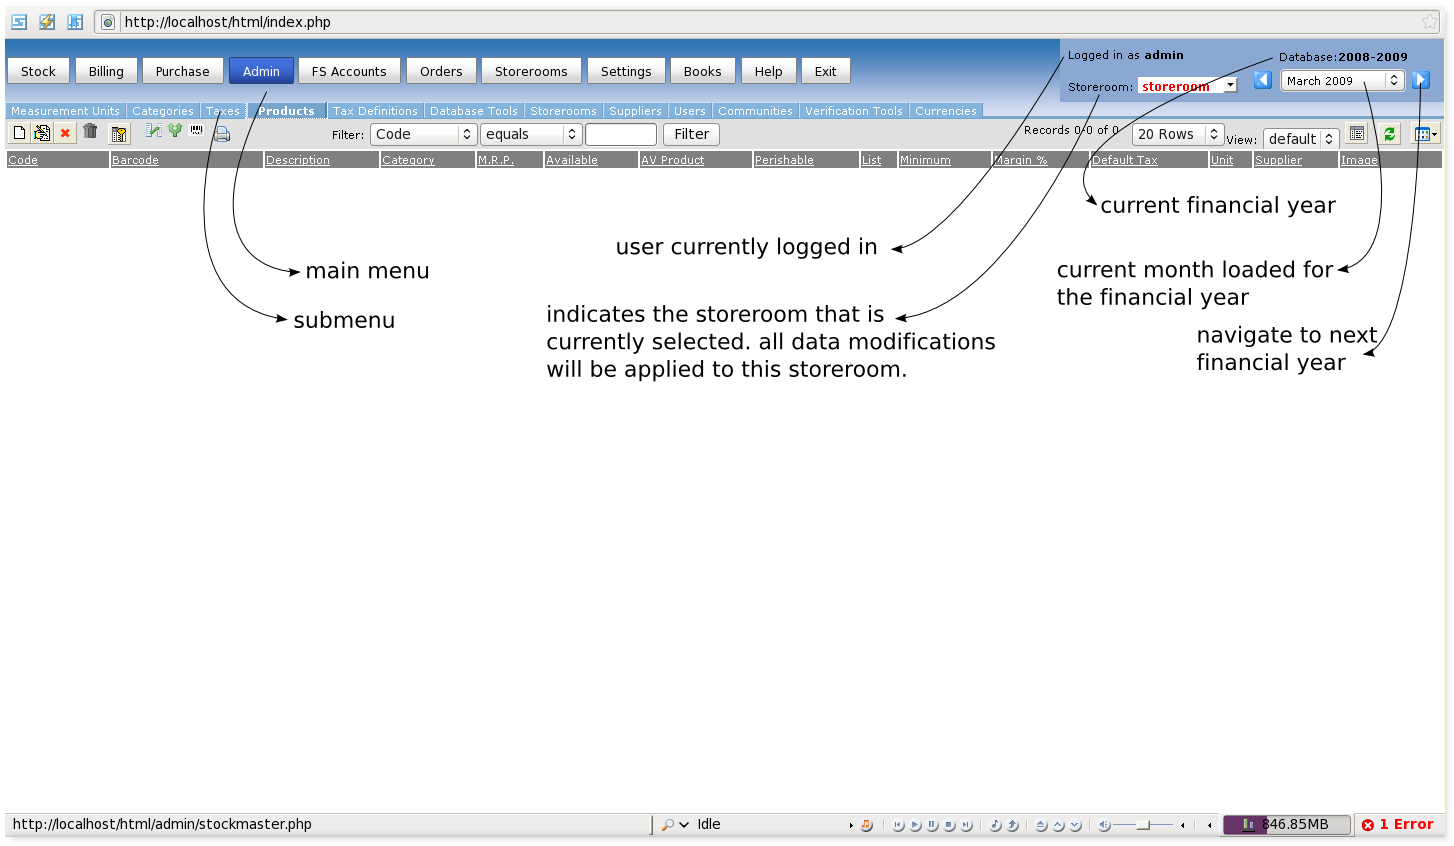 http://localhost/html/index.php
Logged in as admin
Database:2008-2009
Stock Billing Purchase Admin FS Accounts Orders Storerooms Settings Books Help Exit
Storeroom: storeroom March 2009
Measurement Units Categories Taxes Products Tax Definitions Database Tools Storerooms Suppliers Users Communities Verification Tools Currencies
Filter: Code equals Filter Records 0-0 of 0 20 Rows View: default
Code Barcode Description Category M.R.P. Available AV Product Perishable List Minimum Margin % Default Tax Unit Supplier Image
current financial year
user currently logged in
main menu
current month loaded for
the financial year
submenu
indicates the storeroom that is
currently selected. all data modifications
will be applied to this storeroom.
navigate to next
financial year
http://localhost/html/admin/stockmaster.php Idle 846.85MB 1 Error